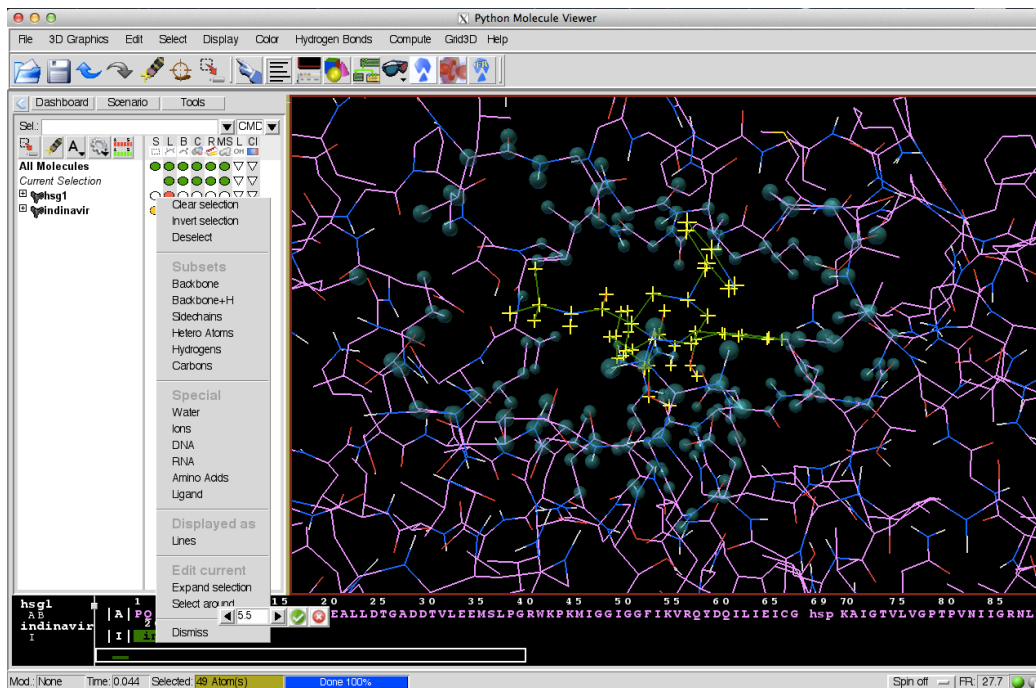 Python Molecule Viewer
File 3D Graphics Edit Select Display Color Hydrogen Bonds Compute Grid3D Help
Dashboard Scenario Tools
Sel.: CMD
S L B C R MS L Cl
All Molecules
Current Selection
hsg1
indinavir
Clear selection
Invert selection
Deselect
Subsets
Backbone
Backbone+H
Sidechains
Hetero Atoms
Hydrogens
Carbons
Special
Water
Ions
DNA
RNA
Amino Adds
Ligand
Displayed as
Lines
Edit current
Expand selection
Select around
5.5
Dismiss
1 15 20 25 30 35 40 45 50 55 60 65 69 70 75 80 85
hsg1
AB
|A| PQ EALLDTGADDTVLEEMSLPGRWKPKMIGGIGGFIKVRQYDQILIEICG hsp KAIGTVLVGPTPVNIIGRNL
indinavir
I
|I|
Mod.: None Time: 0.044 Selected: 49 Atom(s) Done 100% Spin off FR: 27.7